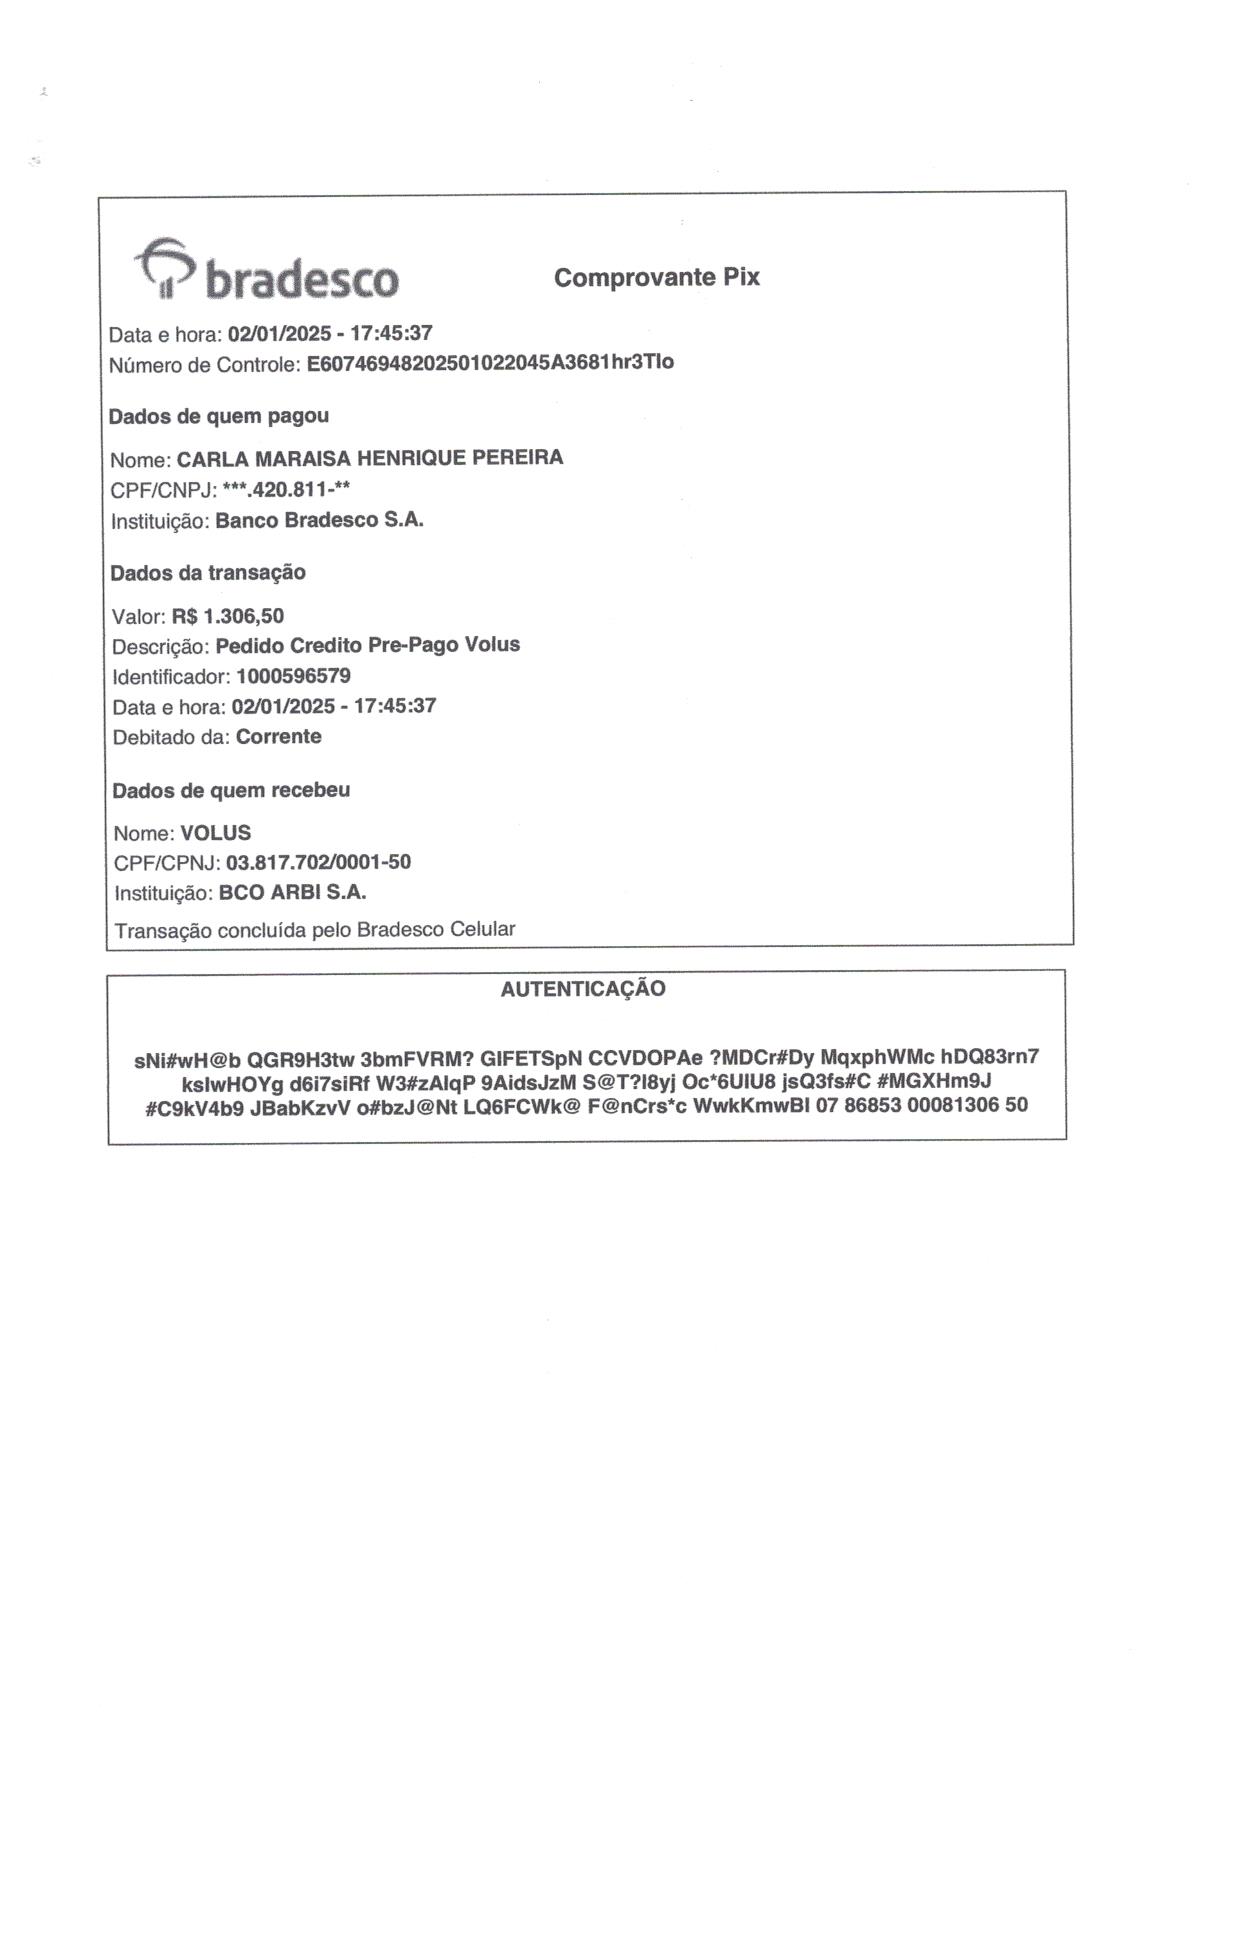 bradesco
Comprovante Pix
Data e hora: 02/01/2025 - 17:45:37
Número de Controle: E60746948202501022045A3681hr3Tlo
Dados de quem pagou
Nome: CARLA MARAISA HENRIQUE PEREIRA
CPF/CNPJ: ***.420.811-**
Instituição: Banco Bradesco S.A.
Dados da transação
Valor: R$ 1.306,50
Descrição: Pedido Credito Pre-Pago Volus
Identificador: 1000596579
Data e hora: 02/01/2025 - 17:45:37
Debitado da: Corrente
Dados de quem recebeu
Nome: VOLUS
CPF/CPNJ: 03.817.702/0001-50
Instituição: BCO ARBI S.A.
Transação concluída pelo Bradesco Celular
AUTENTICAÇÃO
sNi#wH@b QGR9H3tw 3bmFVRM? GIFETSpN CCVDOPAe ?MDCr#Dy MqxphWMc hDQ83rn7
kslwHOYg d6i7siRf W3#zAlqP 9AidsJzM S@T?I8yj Oc*6UIU8 jsQ3fs#C #MGXHm9J
#C9kV4b9 JBabKzvV o#bzJ@Nt LQ6FCWk@ F@nCrs*c WwkKmwBI 07 86853 00081306 50